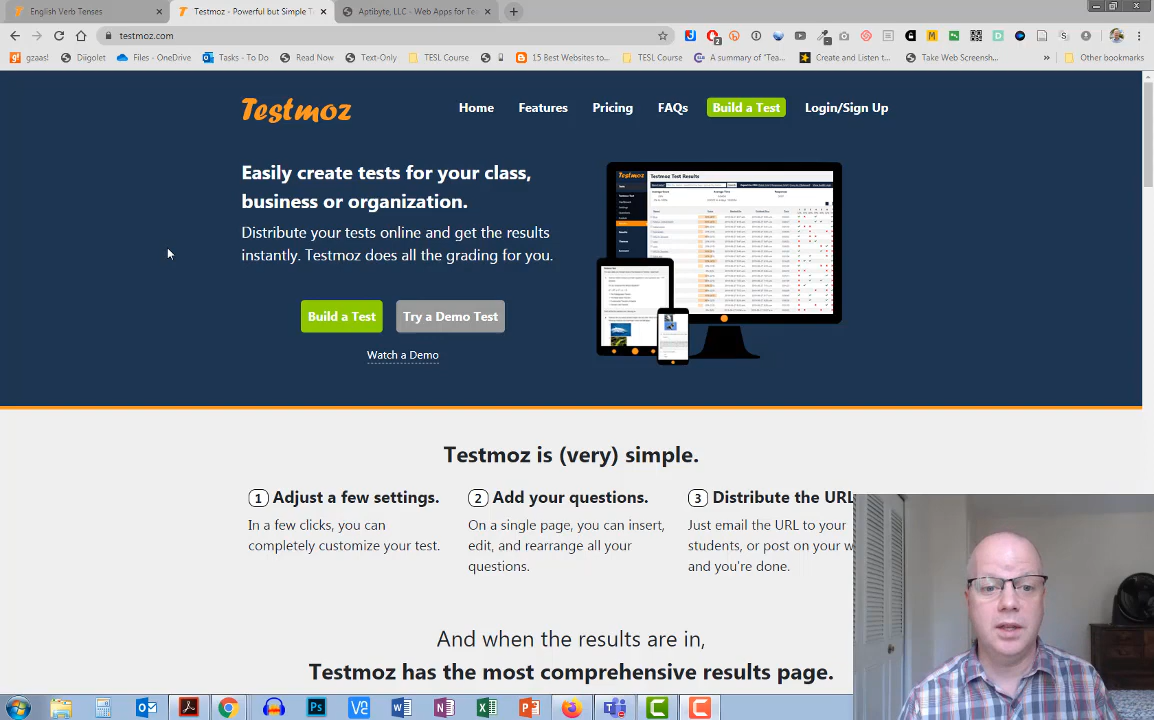 English Verb Tenses
Testmoz - Powerful but Simple T
Aptibyte, LLC - Web Apps for Te
testmoz.com
gzaas!
Diigolet
Files - OneDrive
Tasks - To Do
Read Now
Text-Only
TESL Course
15 Best Websites to...
TESL Course
A summary of "Tea...
Create and Listen t...
Take Web Screensh...
Other bookmarks
Testmoz
Home
Features
Pricing
FAQs
Build a Test
Login/Sign Up
Easily create tests for your class,
business or organization.
Distribute your tests online and get the results
instantly. Testmoz does all the grading for you.
Build a Test
Try a Demo Test
Watch a Demo
Testmoz Test Results
Testmoz is (very) simple.
1 Adjust a few settings.
In a few clicks, you can
completely customize your test.
2 Add your questions.
On a single page, you can insert,
edit, and rearrange all your
questions.
3 Distribute the URL
Just email the URL to your
students, or post on your w
and you're done.
And when the results are in,
Testmoz has the most comprehensive results page.